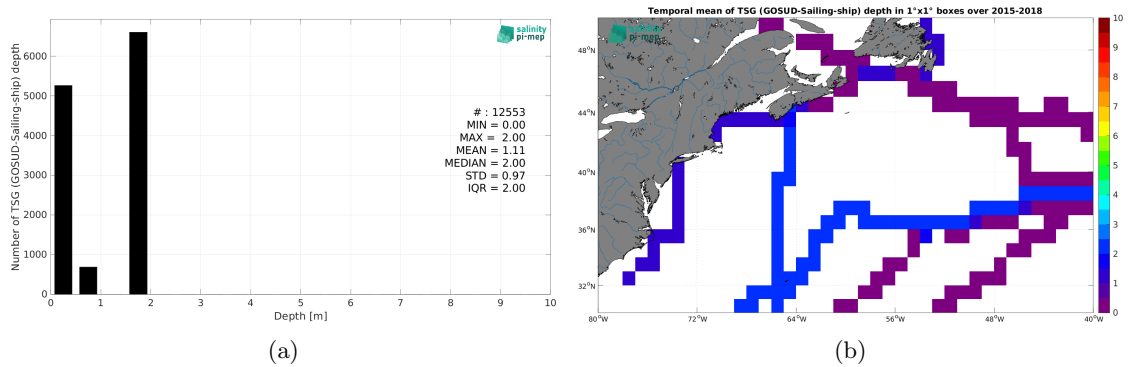 salinity
pi-mep
# : 12553
MIN = 0.00
MAX = 2.00
MEAN = 1.11
MEDIAN = 2.00
STD = 0.97
IQR = 2.00
Number of TSG (GOSUD-Sailing-ship) depth
6000
5000
4000
3000
2000
1000
0
0 1 2 3 4 5 6 7 8 9 10
Depth [m]
(a)
Temporal mean of TSG (GOSUD-Sailing-ship) depth in 1°x1° boxes over 2015-2018
salinity
pi-mep
48°N
44°N
40°N
36°N
32°N
80°W 72°W 64°W 56°W 48°W 40°W
10
9
8
7
6
5
4
3
2
1
0
(b)